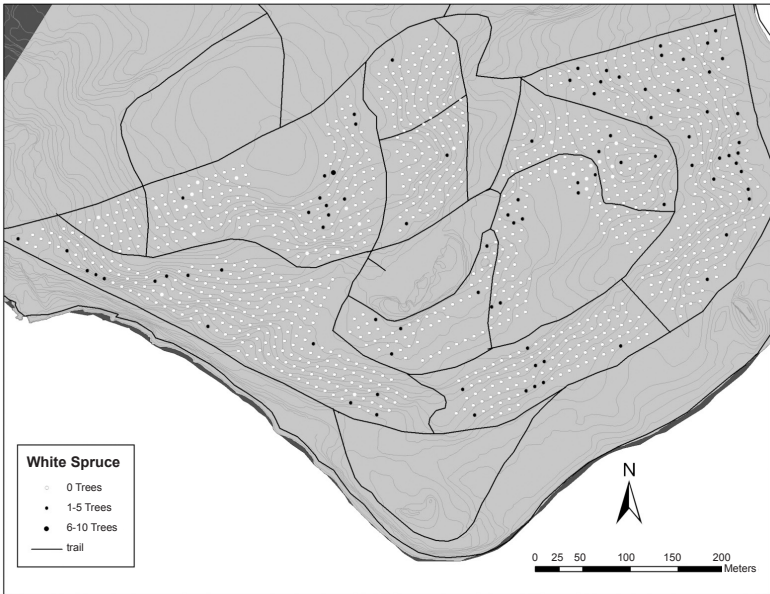 White Spruce
0 Trees
1-5 Trees
6-10 Trees
trail
N
0 25 50 100 150 200
Meters